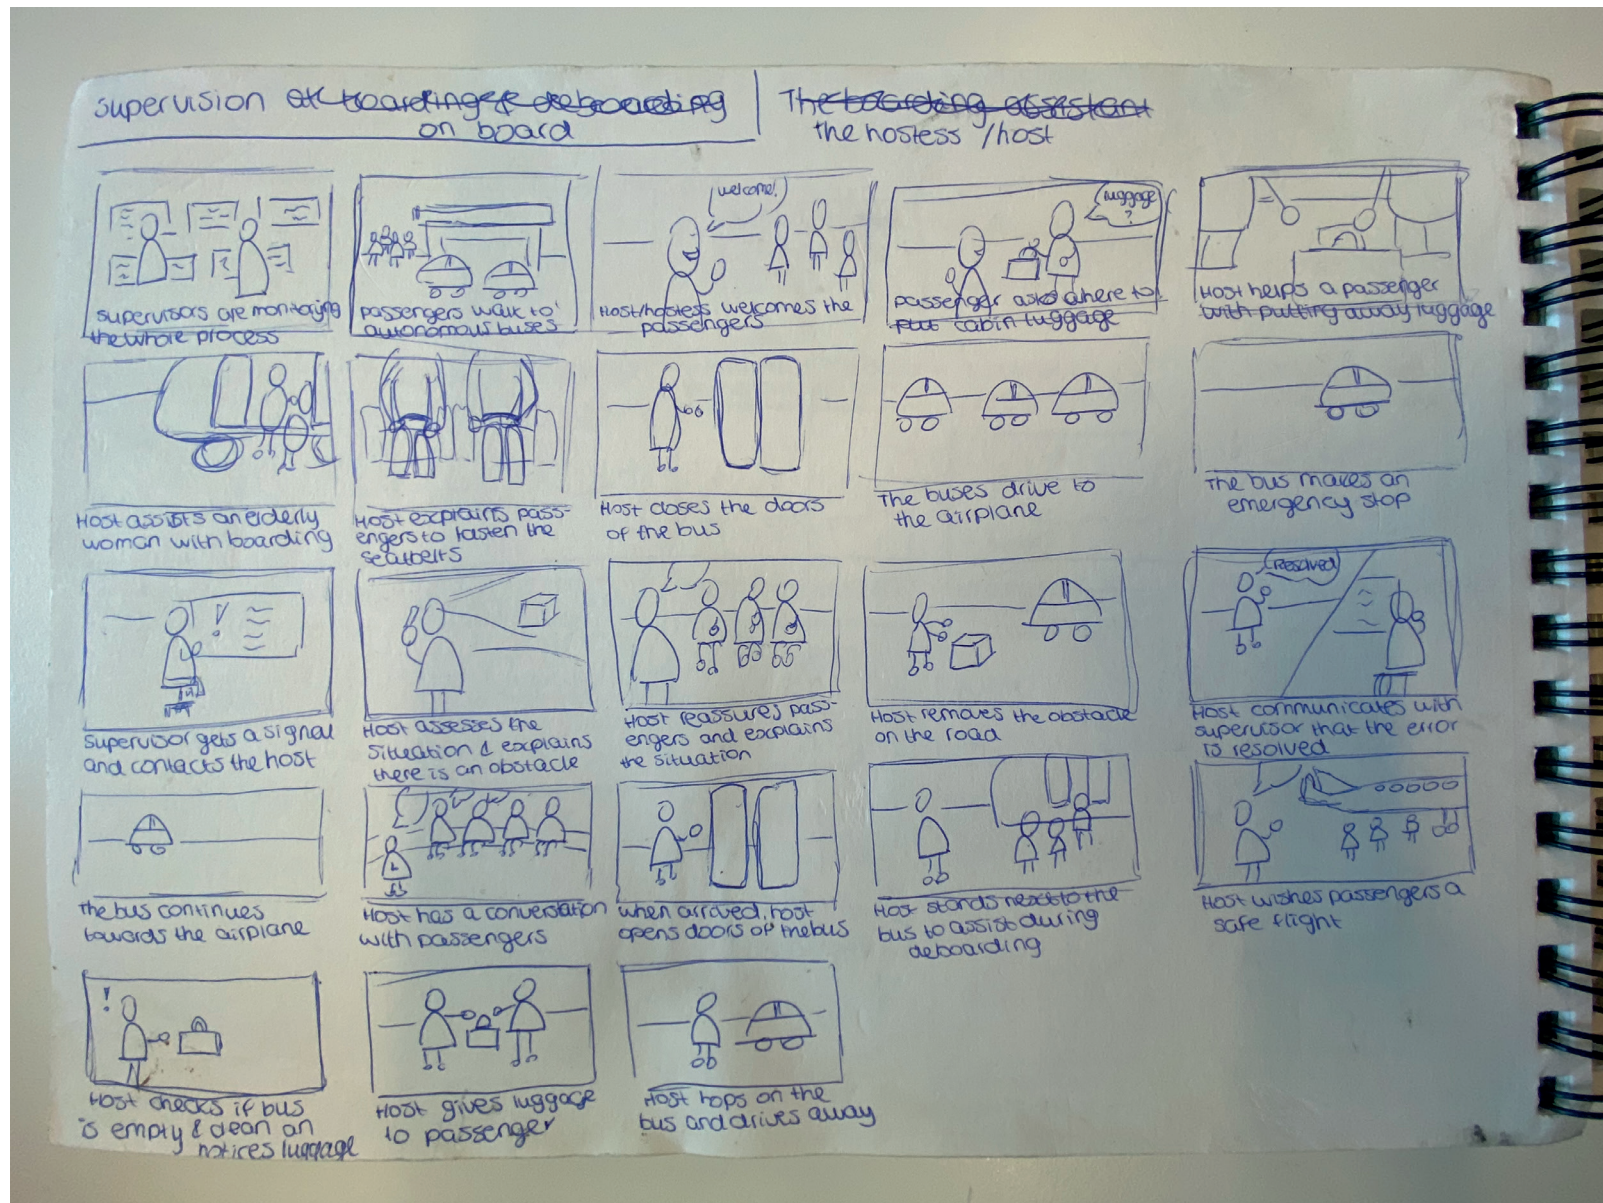 supervision at boarding & deboarding
on board
The boarding assistant
the hostess / host
supervisors are monitoring
the whole process
passengers walk to
autonomous buses
welcome!
Host/hostess welcomes the
passengers
luggage
?
passenger asks where to
put cabin luggage
Host helps a passenger
with putting away luggage
Host assists an elderly
woman with boarding
Host explains pass-
engers to fasten the
seatbelts
Host closes the doors
of the bus
The buses drive to
the airplane
The bus makes an
emergency stop
!
supervisor gets a signal
and contacts the host
Host assesses the
situation & explains
there is an obstacle
Host reassures pass-
engers and explains
the situation
Host removes the obstacle
on the road
resolved
Host communicates with
supervisor that the error
is resolved
The bus continues
towards the airplane
Host has a conversation
with passengers
when arrived, host
opens doors of the bus
Host stands next to the
bus to assist during
deboarding
Host wishes passengers a
safe flight
!
Host checks if bus
is empty & clean an
notices luggage
Host gives luggage
to passenger
Host hops on the
bus and drives away